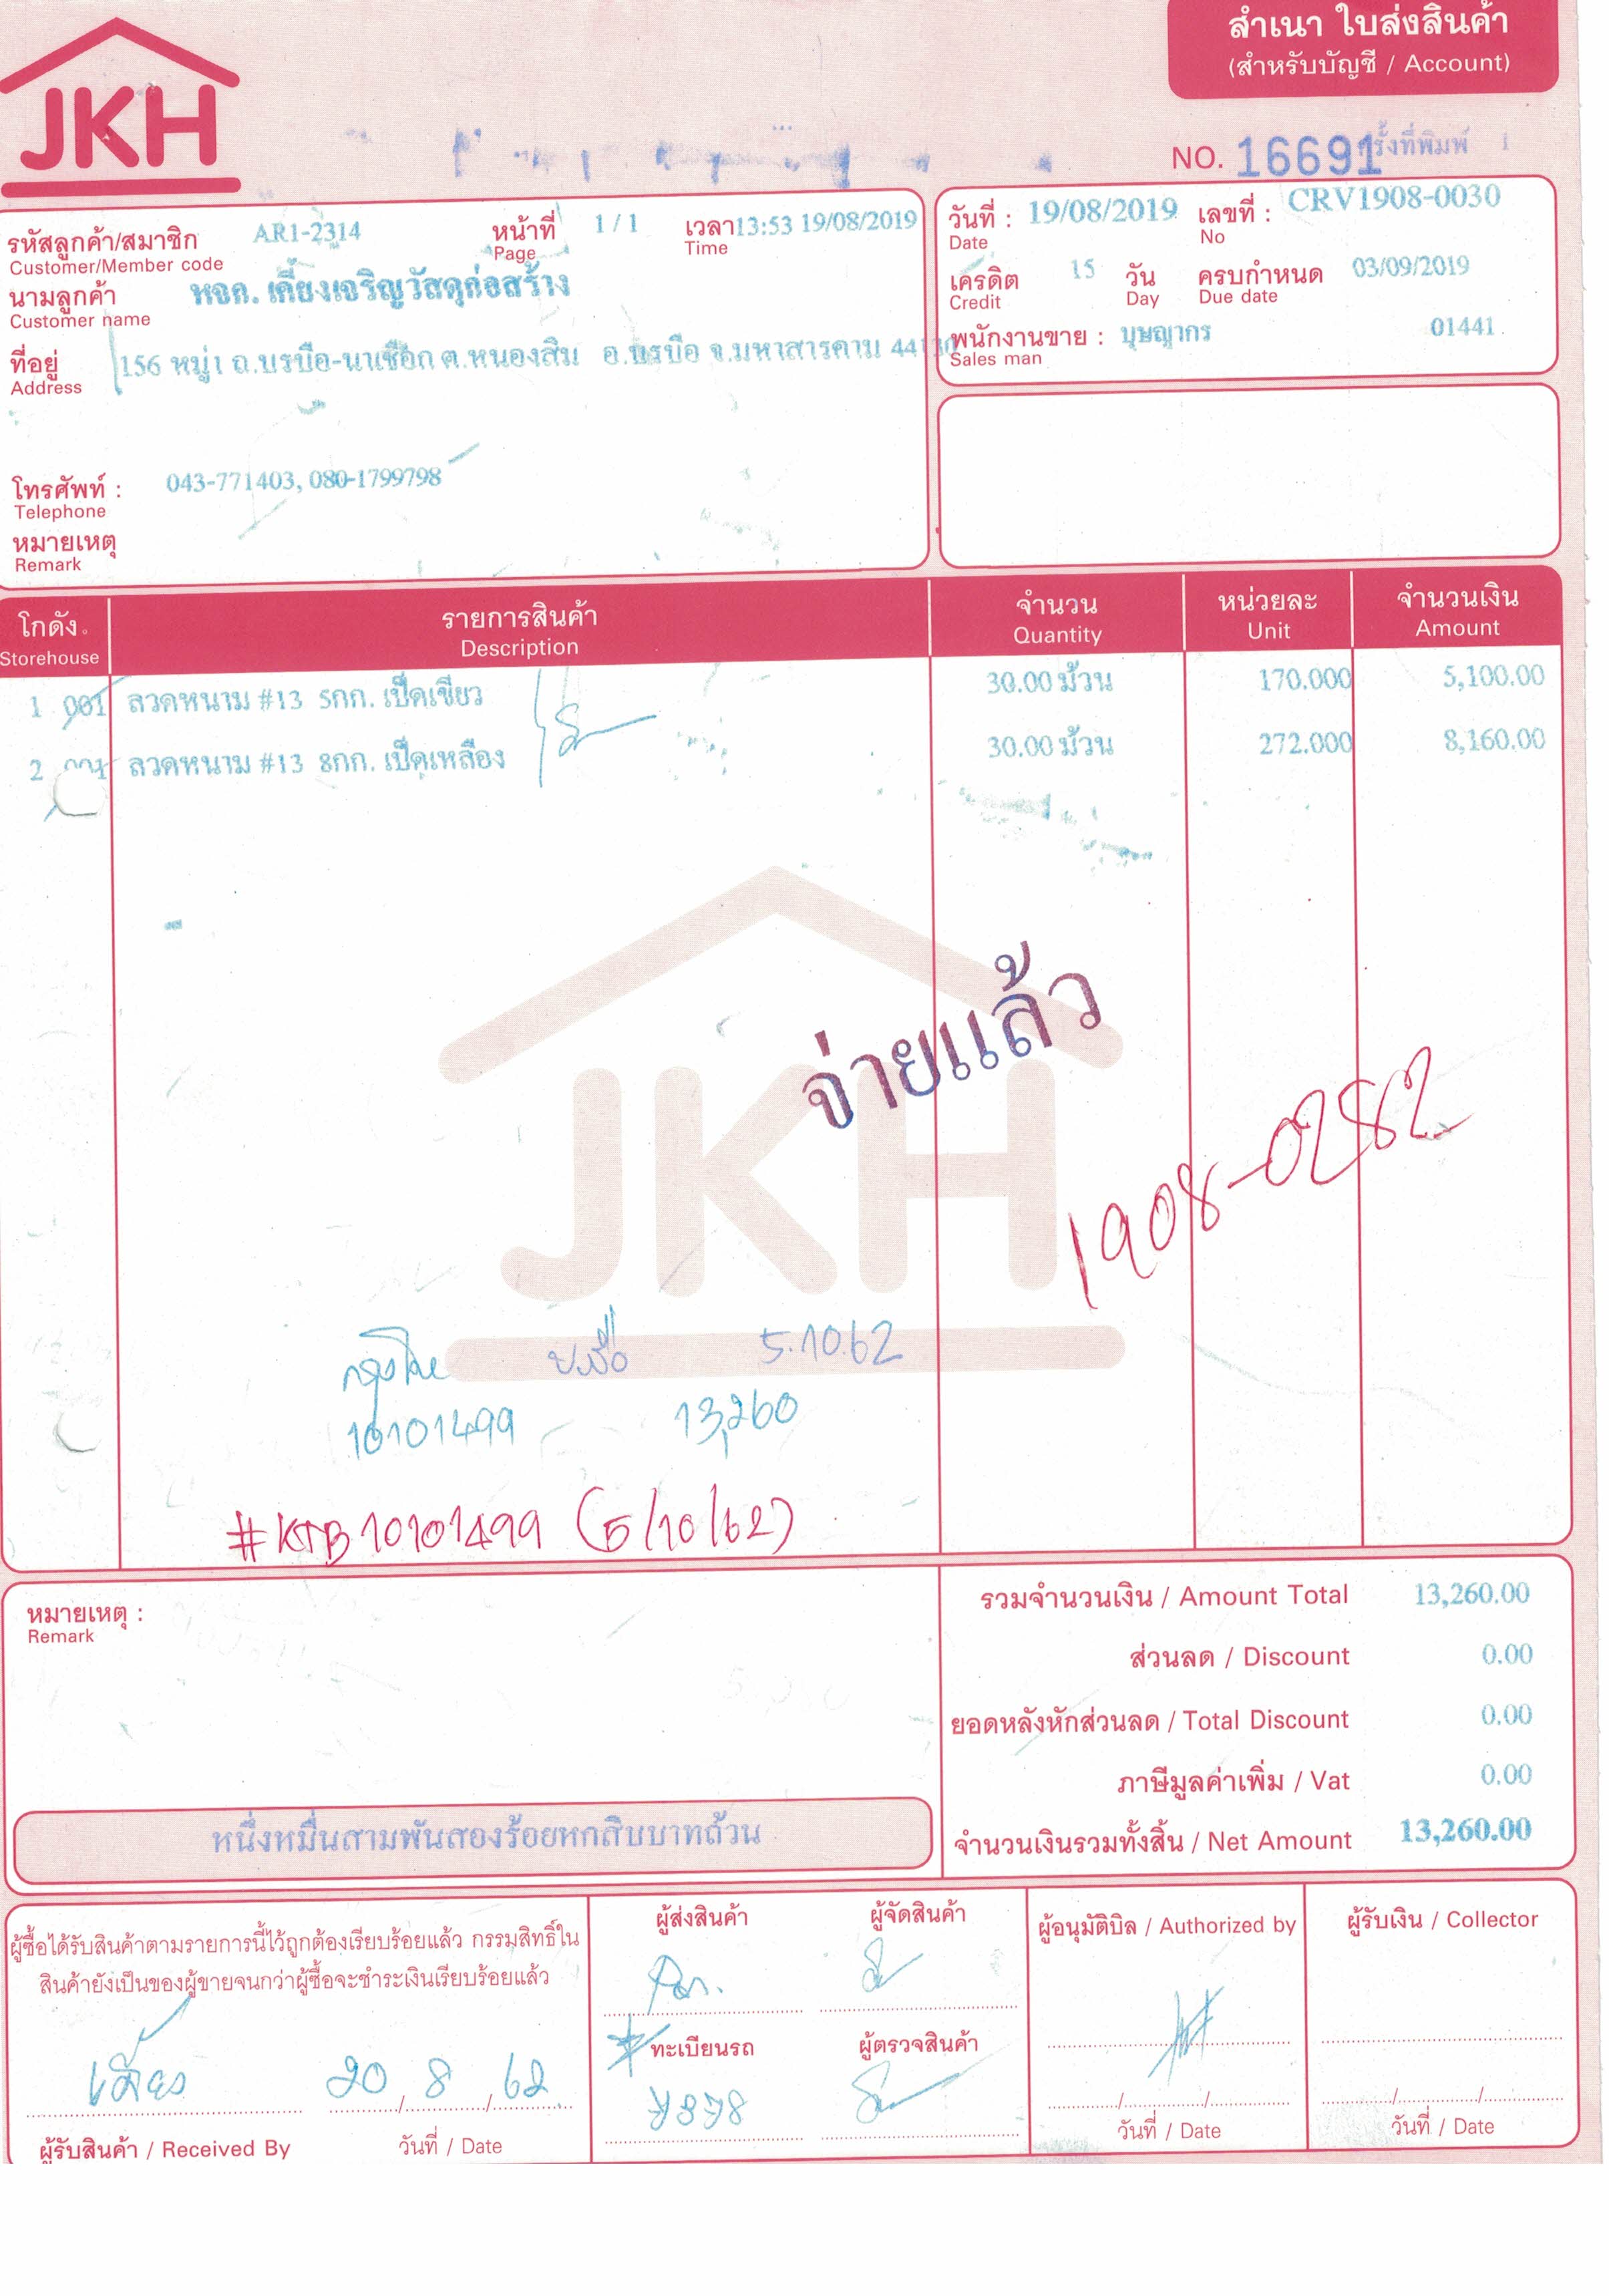 JKH
สำเนา ใบส่งสินค้า
(สำหรับบัญชี / Account)
NO. 16691
ครั้งที่พิมพ์ 1
รหัสลูกค้า/สมาชิก AR1-2314 หน้าที่ 1 / 1 เวลา 13:53 19/08/2019
Customer/Member code Page Time
นามลูกค้า หจก. เคี่ยงเจริญวัสดุก่อสร้าง
Customer name
ที่อยู่ 156 หมู่1 ถ.บรบือ-นาเชือก ต.หนองสิม อ.บรบือ จ.มหาสารคาม 44130
Address
โทรศัพท์ : 043-771403, 080-1799798
Telephone
หมายเหตุ
Remark
วันที่ : 19/08/2019 เลขที่ : CRV1908-0030
Date No
เครดิต 15 วัน ครบกำหนด 03/09/2019
Credit Day Due date
พนักงานขาย : บุษญากร 01441
Sales man
โกดัง รายการสินค้า จำนวน หน่วยละ จำนวนเงิน
Storehouse Description Quantity Unit Amount
1 001 ลวดหนาม #13 5กก. เป็ดเขียว 30.00 ม้วน 170.000 5,100.00
2 001 ลวดหนาม #13 8กก. เป็ดเหลือง 30.00 ม้วน 272.000 8,160.00
JKH
จ่ายแล้ว
1908-0282
กรุงไทย 5.10.62
10101499 13,260
#KTB10101499 (5/10/62)
หมายเหตุ :
Remark
หนึ่งหมื่นสามพันสองร้อยหกสิบบาทถ้วน
รวมจำนวนเงิน / Amount Total 13,260.00
ส่วนลด / Discount 0.00
ยอดหลังหักส่วนลด / Total Discount 0.00
ภาษีมูลค่าเพิ่ม / Vat 0.00
จำนวนเงินรวมทั้งสิ้น / Net Amount 13,260.00
ผู้ซื้อได้รับสินค้าตามรายการนี้ไว้ถูกต้องเรียบร้อยแล้ว กรรมสิทธิ์ใน
สินค้ายังเป็นของผู้ขายจนกว่าผู้ซื้อจะชำระเงินเรียบร้อยแล้ว
20 / 8 / 62
ผู้รับสินค้า / Received By วันที่ / Date
ผู้ส่งสินค้า ผู้จัดสินค้า
ทะเบียนรถ ผู้ตรวจสินค้า
ผู้อนุมัติบิล / Authorized by
วันที่ / Date
ผู้รับเงิน / Collector
วันที่ / Date